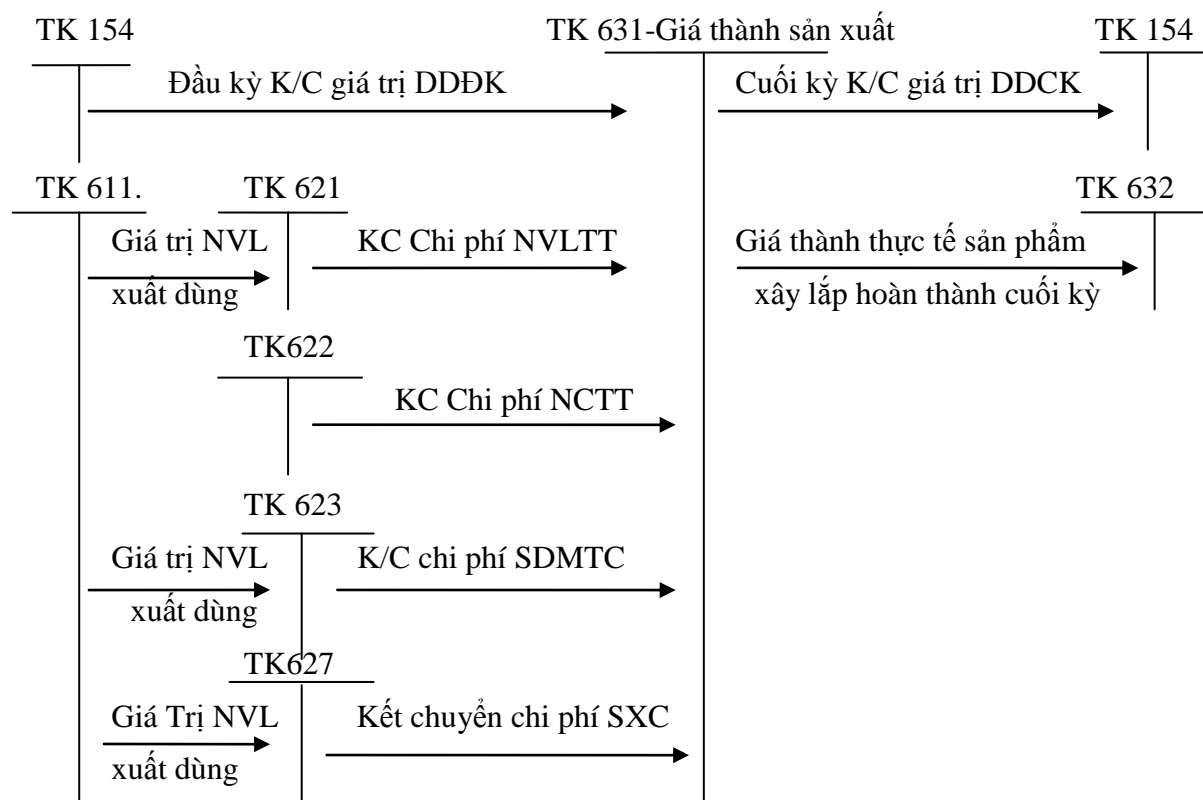 TK 154 TK 631-Giá thành sản xuất TK 154
Đầu kỳ K/C giá trị DDĐK Cuối kỳ K/C giá trị DDCK
TK 611. TK 621 TK 632
Giá trị NVL KC Chi phí NVLTT Giá thành thực tế sản phẩm
xuất dùng xây lắp hoàn thành cuối kỳ
TK622
KC Chi phí NCTT
TK 623
Giá trị NVL K/C chi phí SDMTC
xuất dùng
TK627
Giá Trị NVL Kết chuyển chi phí SXC
xuất dùng